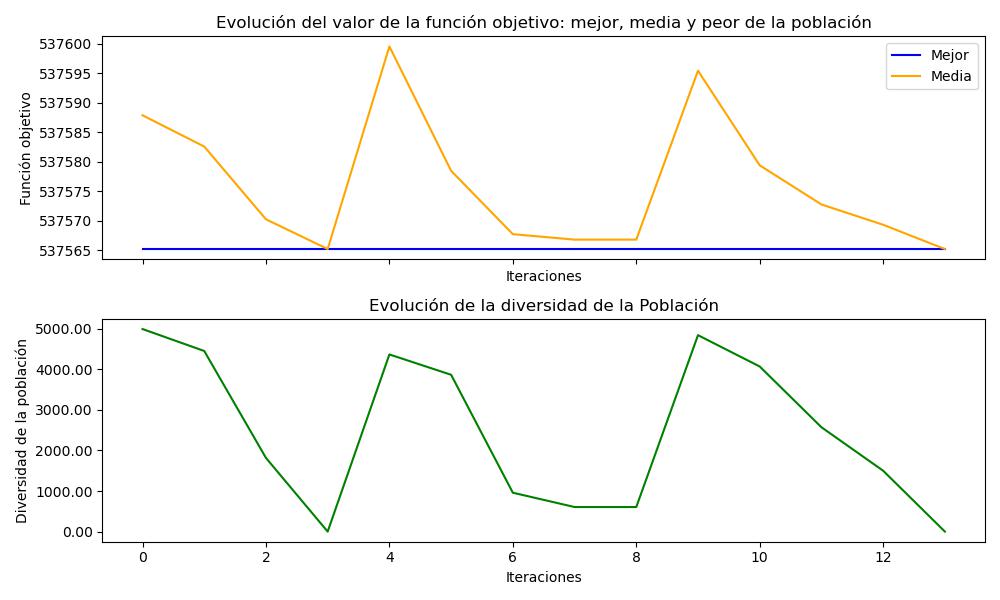 Evolución del valor de la función objetivo: mejor, media y peor de la población
Función objetivo
537600
537595
537590
537585
537580
537575
537570
537565
Mejor
Media
Iteraciones
Evolución de la diversidad de la Población
Diversidad de la población
5000.00
4000.00
3000.00
2000.00
1000.00
0.00
0 2 4 6 8 10 12
Iteraciones